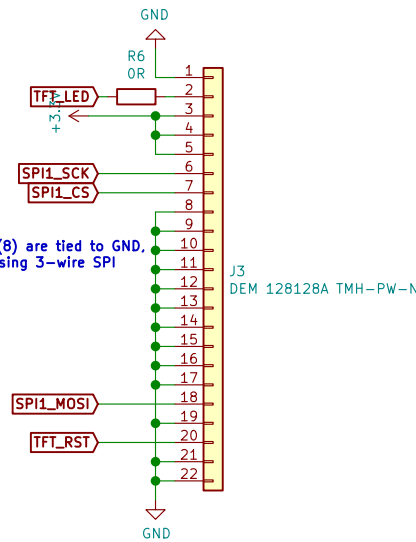 GND
R6
0R
1
TFT_LED
2
+3.3V
3
4
5
SPI1_SCK
6
SPI1_CS
7
8
(8) are tied to GND,
9
sing 3-wire SPI
10
11
J3
12
DEM 128128A TMH-PW-N
13
14
15
16
17
SPI1_MOSI
18
19
TFT_RST
20
21
22
GND